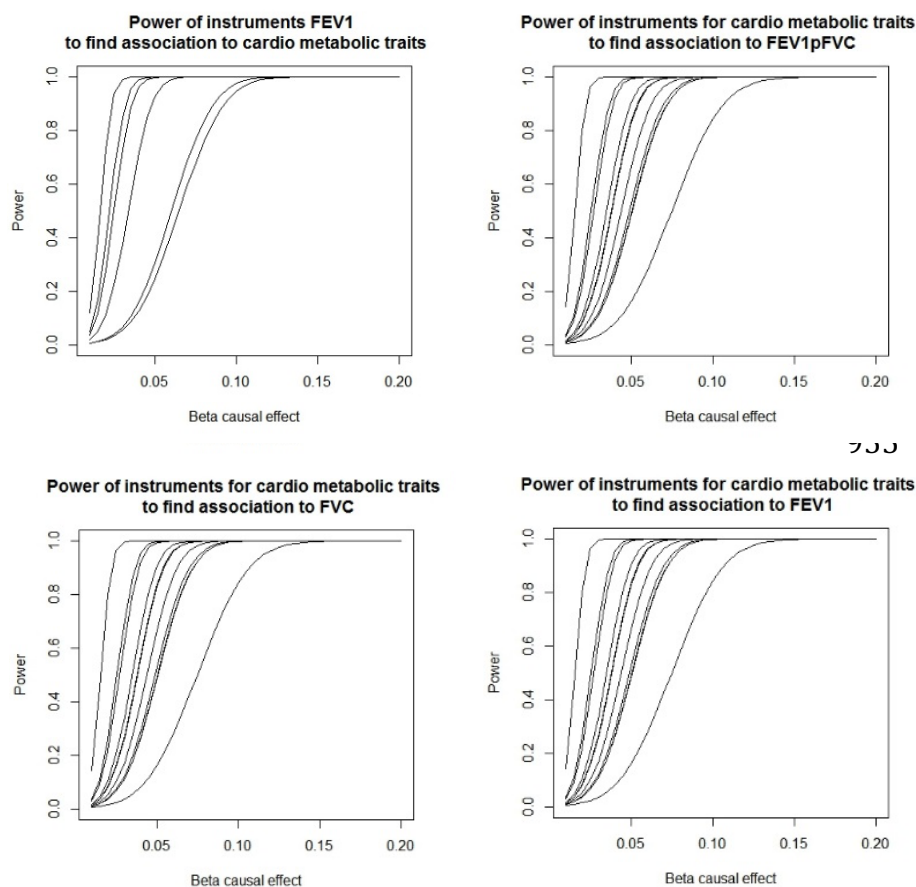 Power of instruments FEV1
to find association to cardio metabolic traits
Power
0.0 0.2 0.4 0.6 0.8 1.0
0.05 0.10 0.15 0.20
Beta causal effect
Power of instruments for cardio metabolic traits
to find association to FEV1pFVC
Power
0.0 0.2 0.4 0.6 0.8 1.0
0.05 0.10 0.15 0.20
Beta causal effect
Power of instruments for cardio metabolic traits
to find association to FVC
Power
0.0 0.2 0.4 0.6 0.8 1.0
0.05 0.10 0.15 0.20
Beta causal effect
Power of instruments for cardio metabolic traits
to find association to FEV1
Power
0.0 0.2 0.4 0.6 0.8 1.0
0.05 0.10 0.15 0.20
Beta causal effect